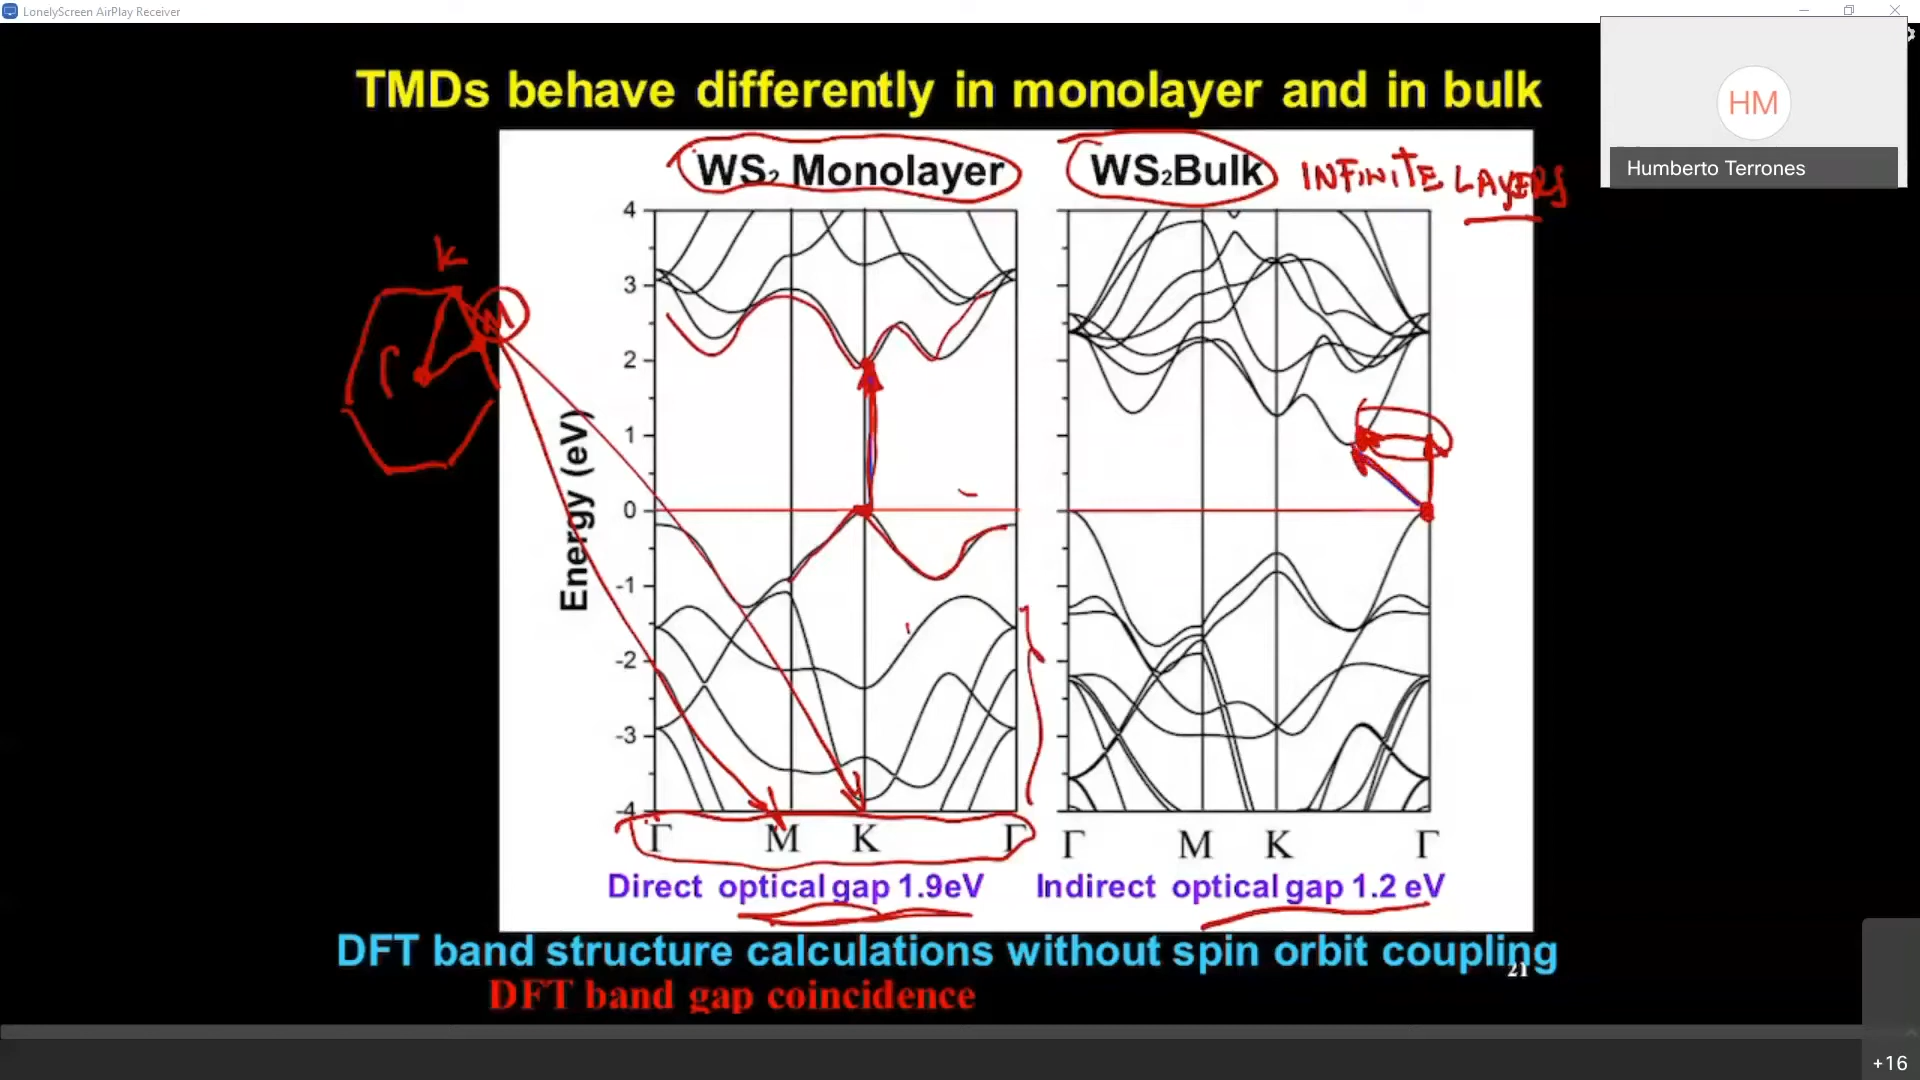 LonelyScreen AirPlay Receiver
TMDs behave differently in monolayer and in bulk
HM
Humberto Terrones
WS₂ Monolayer
WS₂Bulk
INFINITE LAYERS
K
M
Γ
Energy (eV)
4
3
2
1
0
-1
-2
-3
-4
Γ M K Γ
Γ M K Γ
Direct optical gap 1.9eV
Indirect optical gap 1.2 eV
DFT band structure calculations without spin orbit coupling
21
DFT band gap coincidence
+16